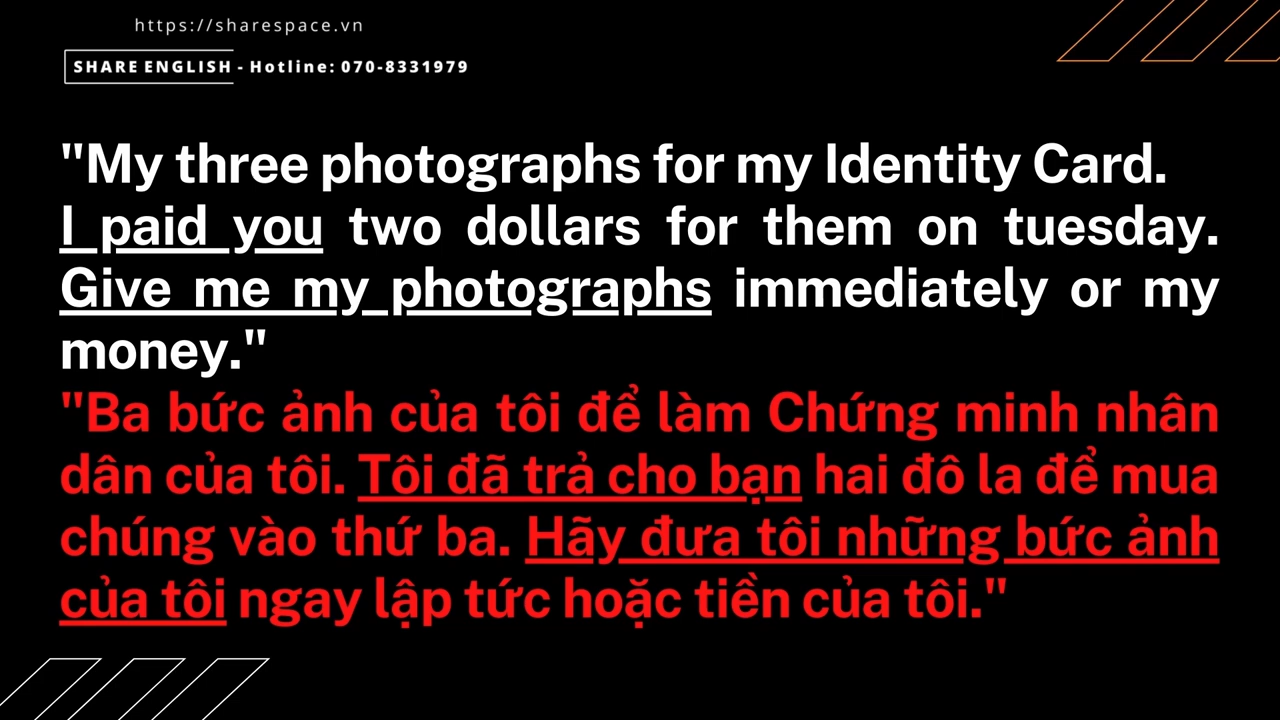 https://sharespace.vn
SHARE ENGLISH - Hotline: 070-8331979
"My three photographs for my Identity Card.
I paid you two dollars for them on tuesday.
Give me my photographs immediately or my
money."
"Ba bức ảnh của tôi để làm Chứng minh nhân
dân của tôi. Tôi đã trả cho bạn hai đô la để mua
chúng vào thứ ba. Hãy đưa tôi những bức ảnh
của tôi ngay lập tức hoặc tiền của tôi."